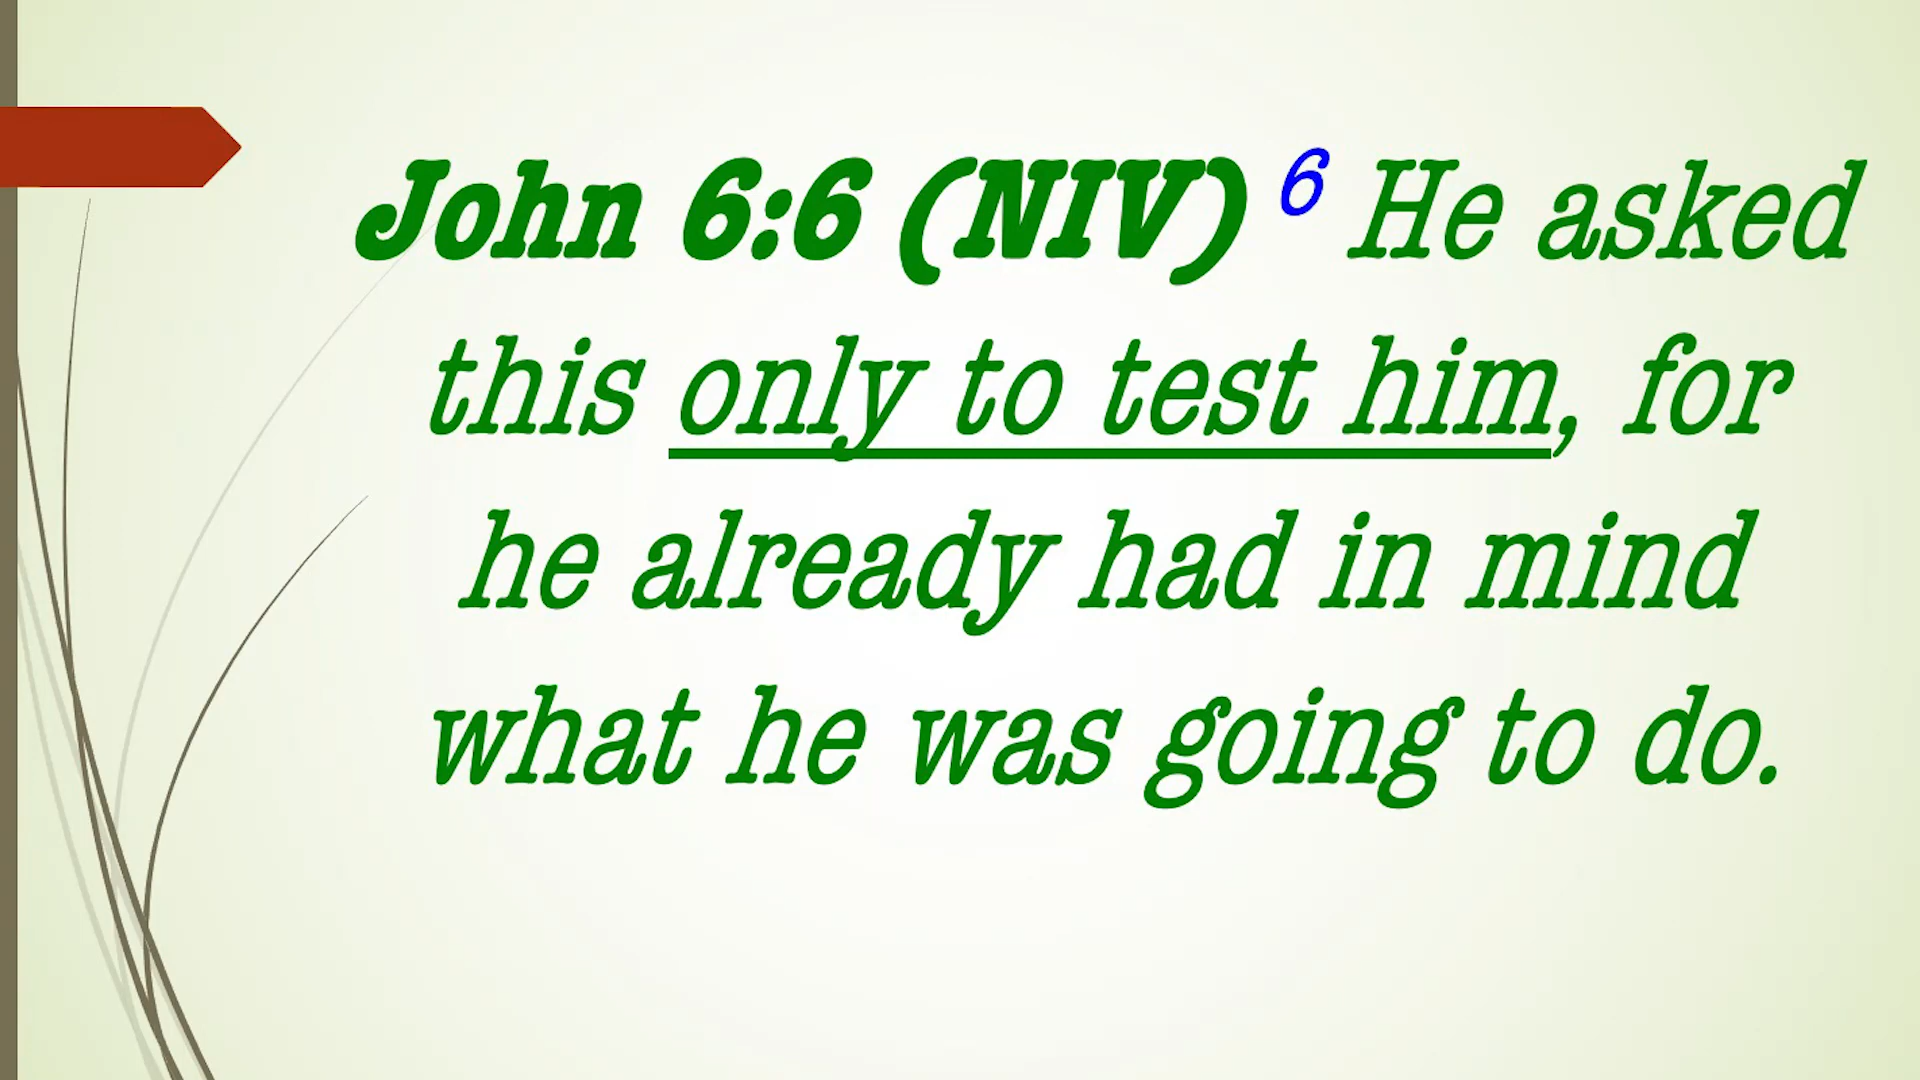 John 6:6 (NIV) 6 He asked
this only to test him, for
he already had in mind
what he was going to do.